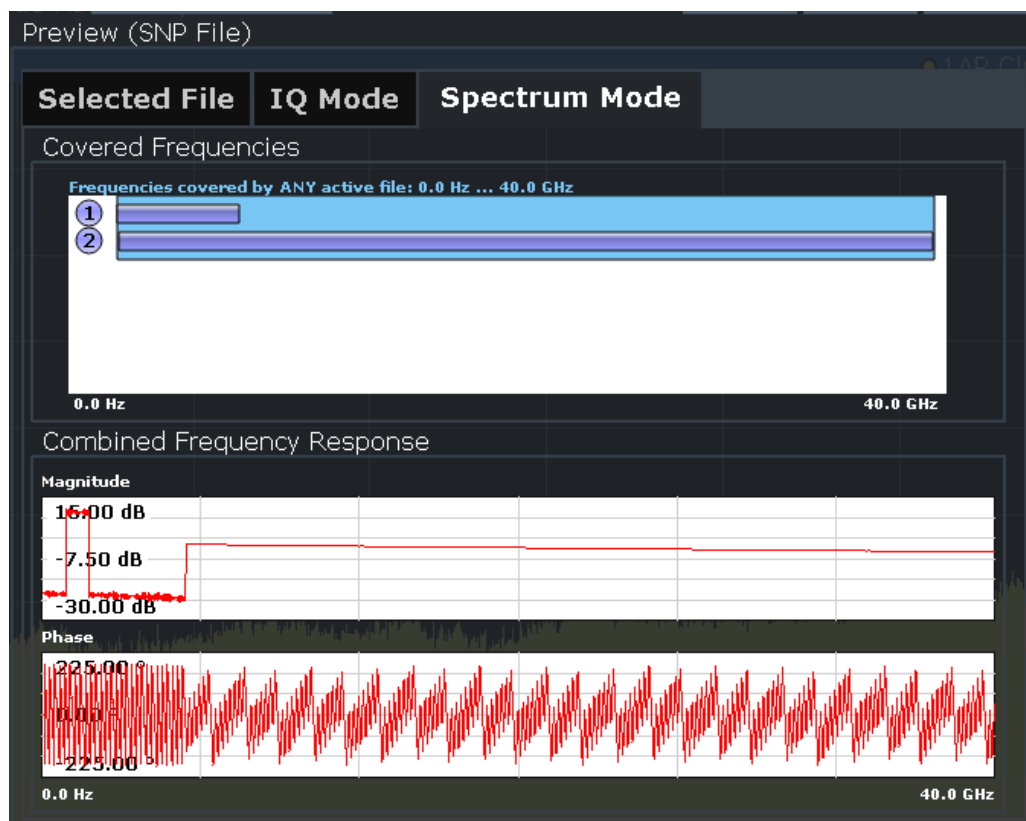 Preview (SNP File)
Selected File IQ Mode Spectrum Mode
Covered Frequencies
Frequencies covered by ANY active file: 0.0 Hz ... 40.0 GHz
1
2
0.0 Hz 40.0 GHz
Combined Frequency Response
Magnitude
15.00 dB
-7.50 dB
-30.00 dB
Phase
225.00 °
0.00 °
-225.00 °
0.0 Hz 40.0 GHz